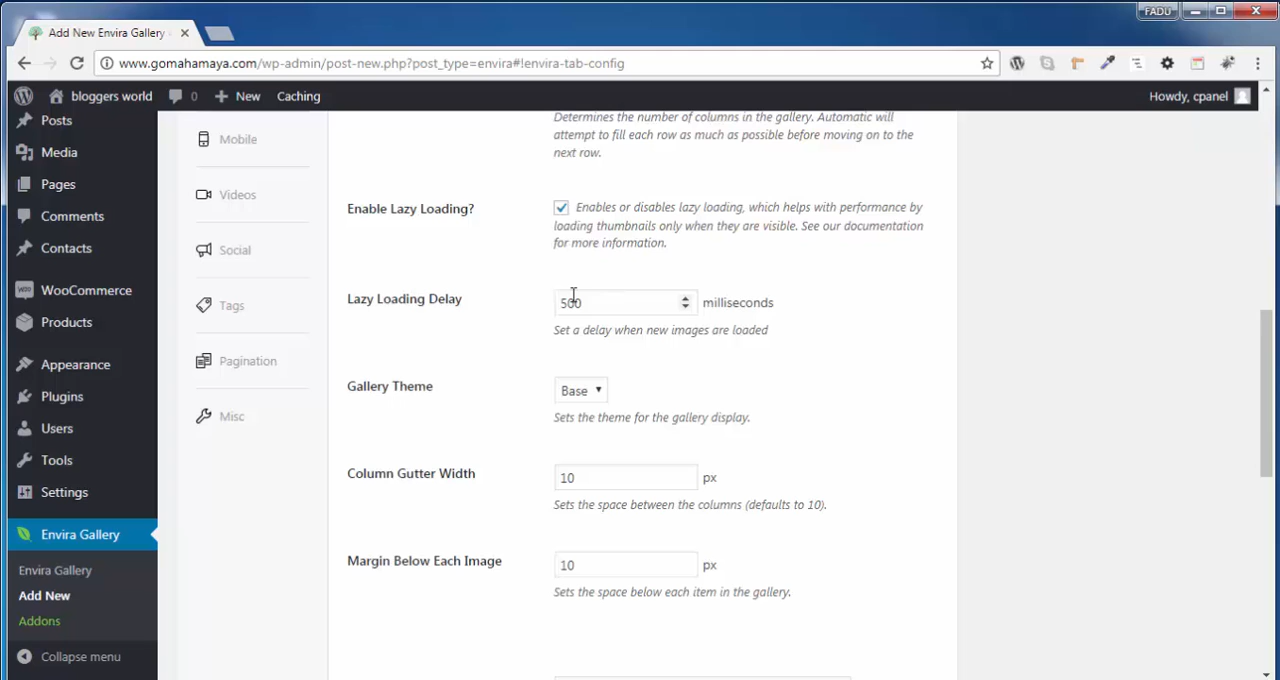 FADU
Add New Envira Gallery
www.gomahamaya.com/wp-admin/post-new.php?post_type=envira#!envira-tab-config
bloggers world
0
New
Caching
Howdy, cpanel
Posts
Media
Pages
Comments
Contacts
WooCommerce
Products
Appearance
Plugins
Users
Tools
Settings
Envira Gallery
Envira Gallery
Add New
Addons
Collapse menu
Mobile
Videos
Social
Tags
Pagination
Misc
Determines the number of columns in the gallery. Automatic will
attempt to fill each row as much as possible before moving on to the
next row.
Enable Lazy Loading?
Enables or disables lazy loading, which helps with performance by
loading thumbnails only when they are visible. See our documentation
for more information.
Lazy Loading Delay
500 milliseconds
Set a delay when new images are loaded
Gallery Theme
Base
Sets the theme for the gallery display.
Column Gutter Width
10 px
Sets the space between the columns (defaults to 10).
Margin Below Each Image
10 px
Sets the space below each item in the gallery.